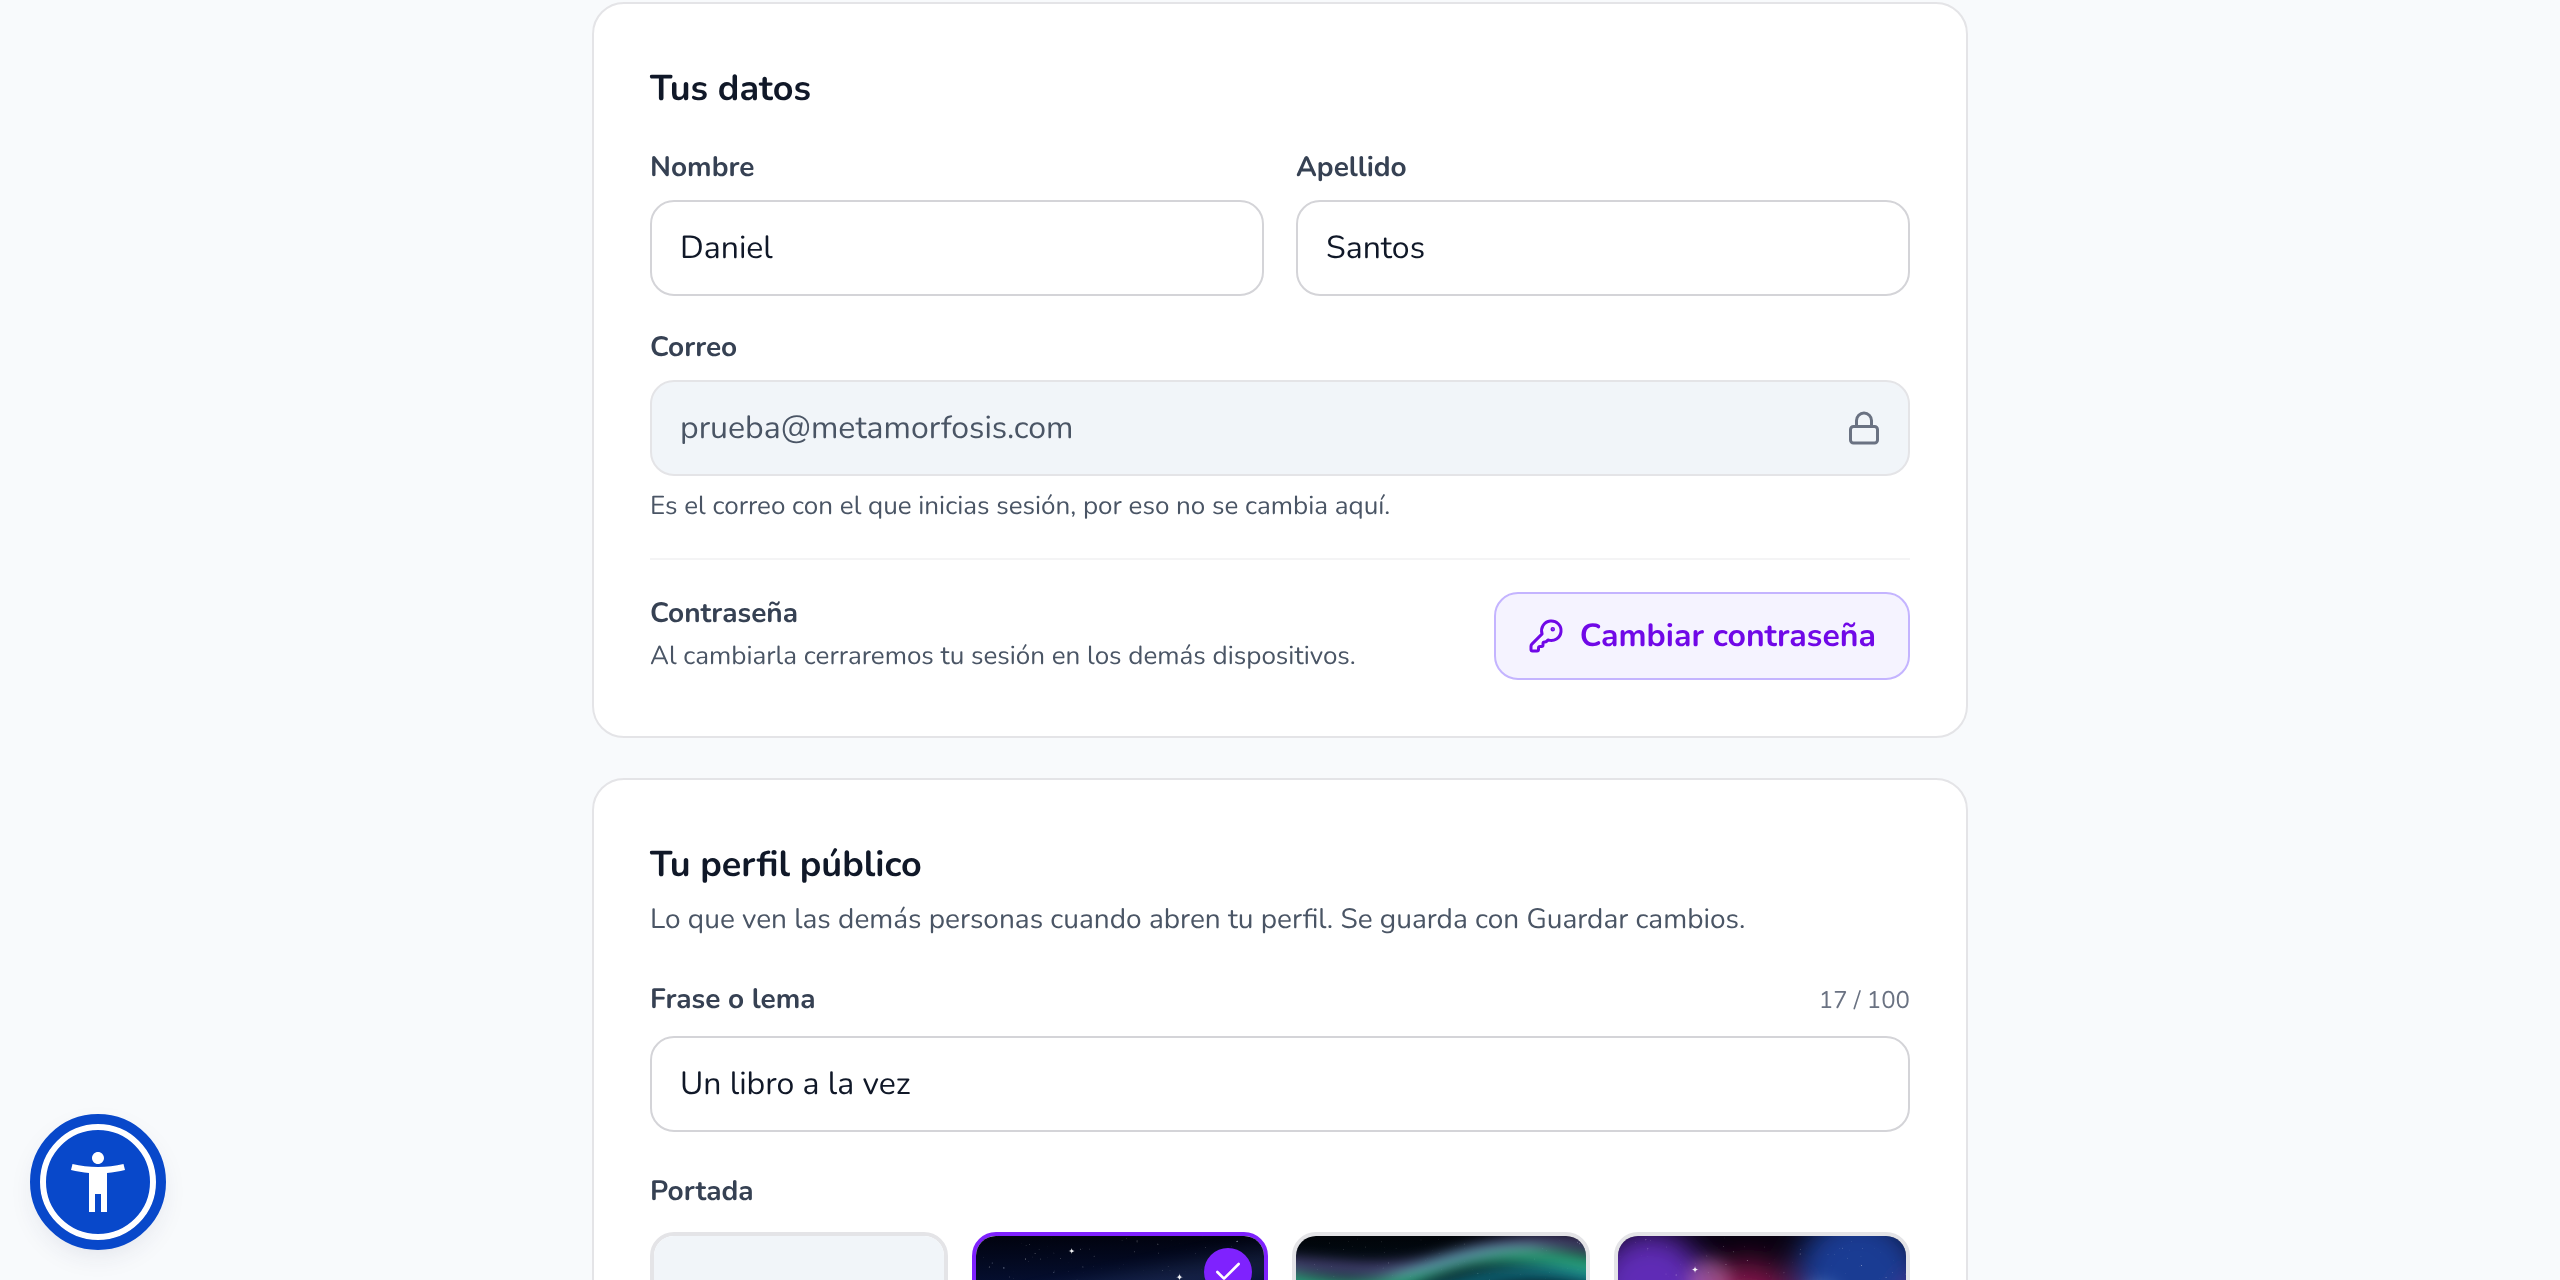 Tus datos
Nombre
Apellido
Daniel
Santos
Correo
prueba@metamorfosis.com
Es el correo con el que inicias sesión, por eso no se cambia aquí.
Contraseña
Al cambiarla cerraremos tu sesión en los demás dispositivos.
Cambiar contraseña
Tu perfil público
Lo que ven las demás personas cuando abren tu perfil. Se guarda con Guardar cambios.
Frase o lema
17 / 100
Un libro a la vez
Portada